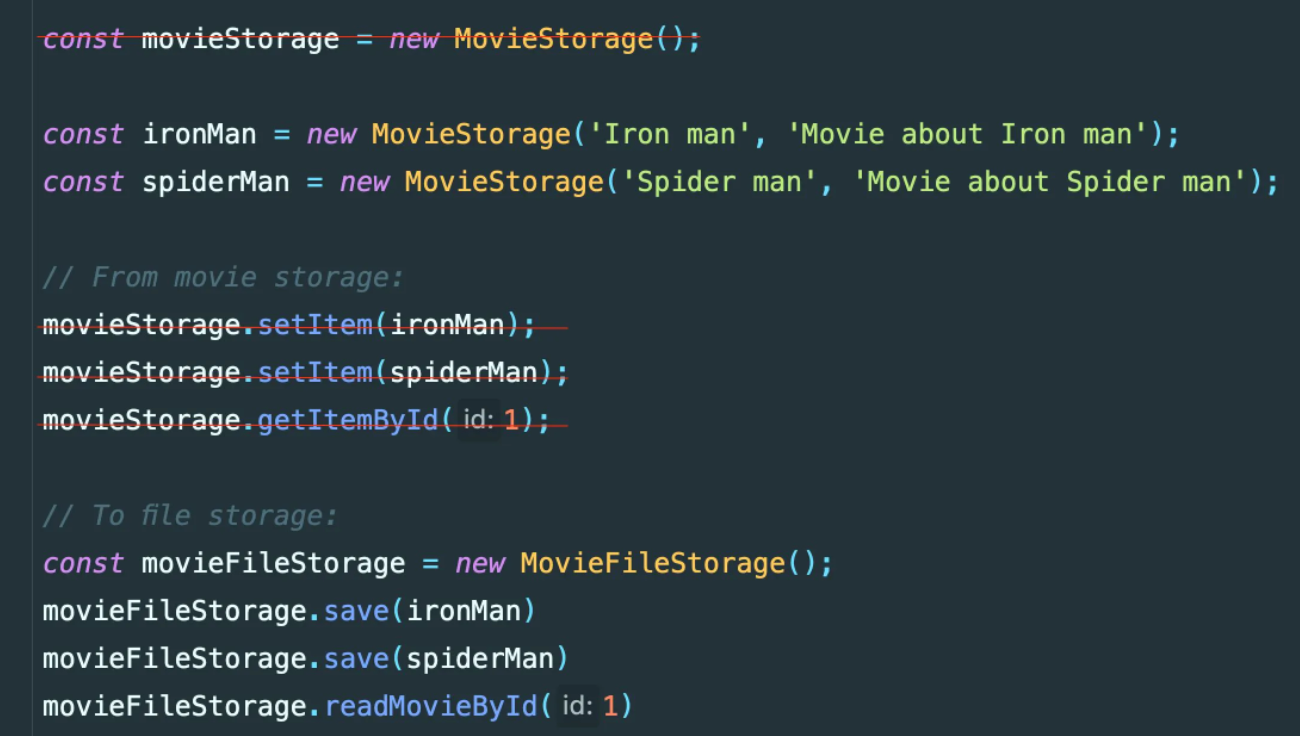 const movieStorage = new MovieStorage();
const ironMan = new MovieStorage('Iron man', 'Movie about Iron man');
const spiderMan = new MovieStorage('Spider man', 'Movie about Spider man');
// From movie storage:
movieStorage.setItem(ironMan);
movieStorage.setItem(spiderMan);
movieStorage.getItemById( id: 1);
// To file storage:
const movieFileStorage = new MovieFileStorage();
movieFileStorage.save(ironMan)
movieFileStorage.save(spiderMan)
movieFileStorage.readMovieById( id: 1)